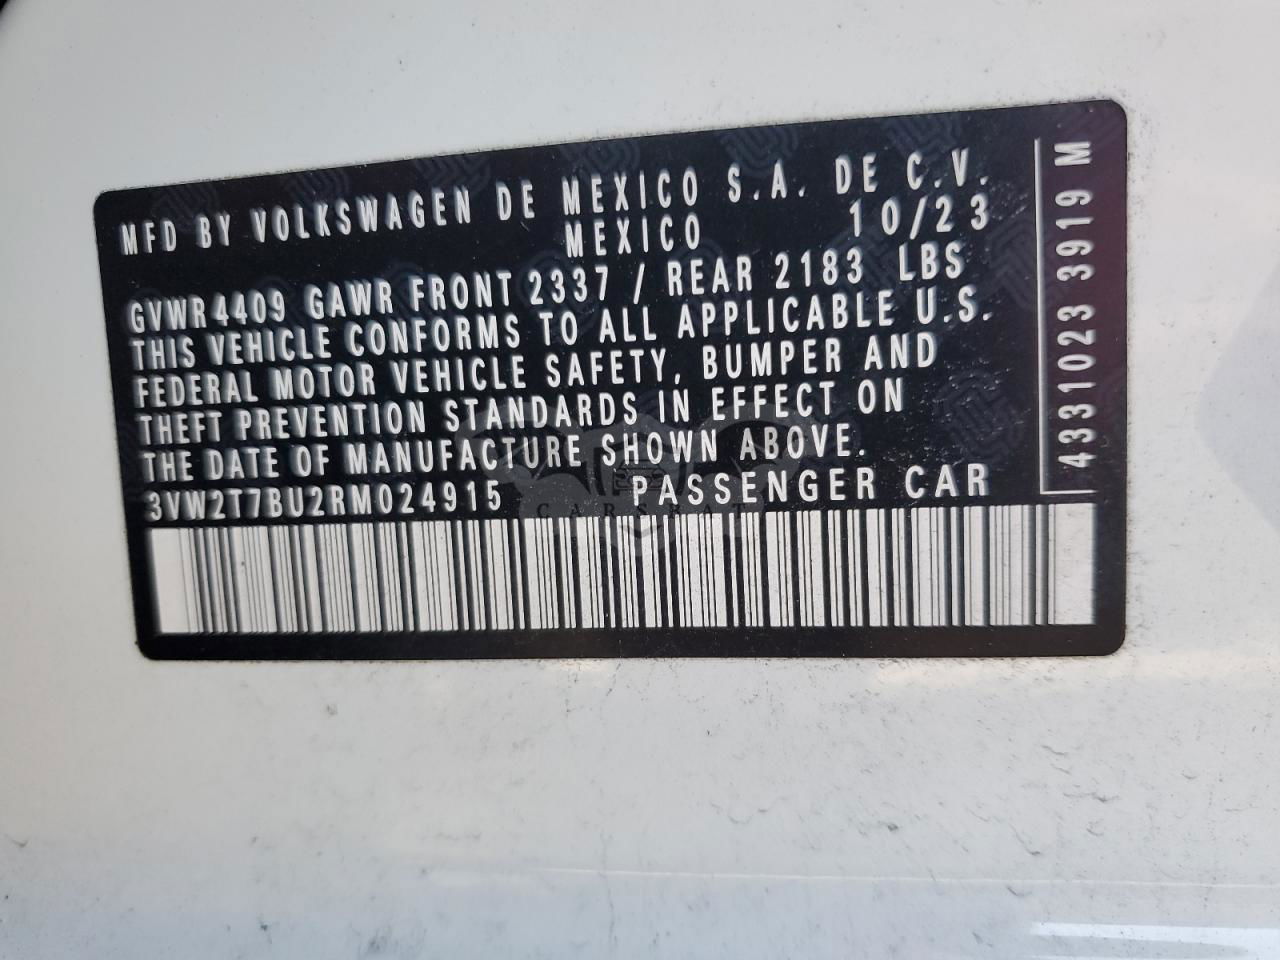 MFD BY VOLKSWAGEN DE MEXICO S.A. DE C.V.
MEXICO 10/23
GVWR4409 GAWR FRONT 2337 / REAR 2183 LBS
THIS VEHICLE CONFORMS TO ALL APPLICABLE U.S.
FEDERAL MOTOR VEHICLE SAFETY, BUMPER AND
THEFT PREVENTION STANDARDS IN EFFECT ON
THE DATE OF MANUFACTURE SHOWN ABOVE.
3VW2T7BU2RM024915 PASSENGER CAR
4331023 3919 M
CARSBAT